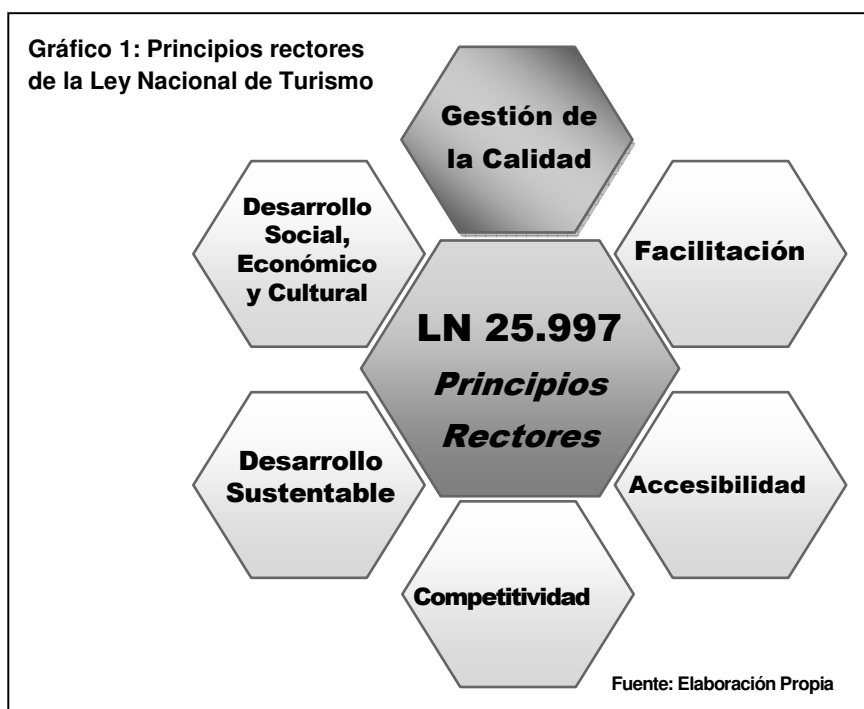 Gráfico 1: Principios rectores
de la Ley Nacional de Turismo
Gestión de
la Calidad
Desarrollo
Social,
Económico
y Cultural
Facilitación
LN 25.997
Principios
Rectores
Desarrollo
Sustentable
Accesibilidad
Competitividad
Fuente: Elaboración Propia